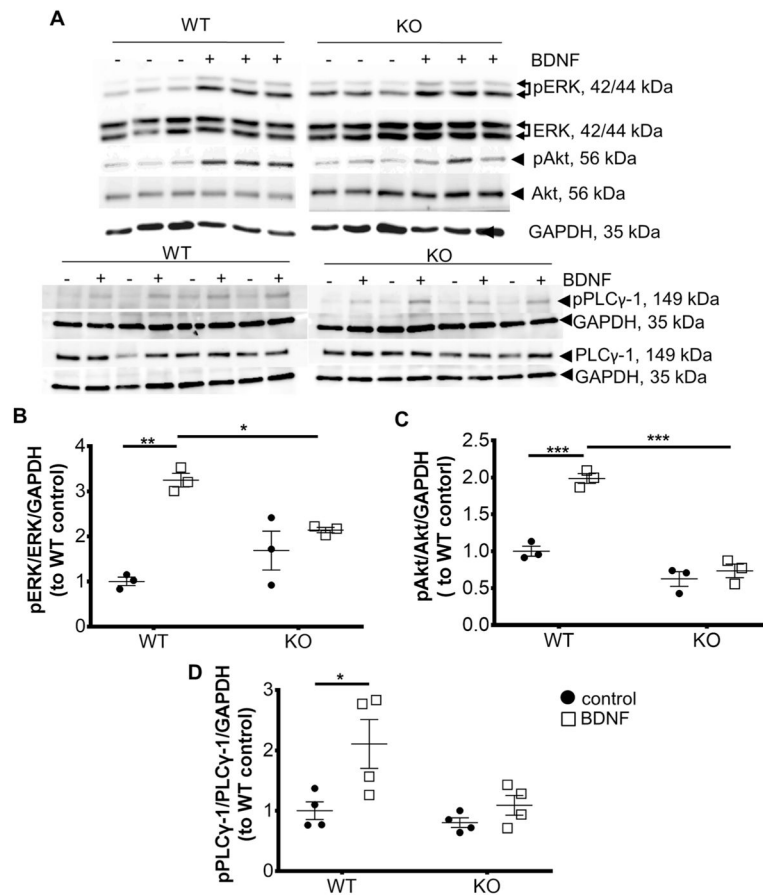 A
WT KO
- - - + + + - - - + + + BDNF
pERK, 42/44 kDa
ERK, 42/44 kDa
pAkt, 56 kDa
Akt, 56 kDa
GAPDH, 35 kDa
WT KO
- + - + - + - + - + - + - + - + BDNF
pPLCγ-1, 149 kDa
GAPDH, 35 kDa
PLCγ-1, 149 kDa
GAPDH, 35 kDa
B
pERK/ERK/GAPDH
(to WT control)
4
3
2
1
0
** *
WT KO
C
pAkt/Akt/GAPDH
( to WT contorl)
2.5
2.0
1.5
1.0
0.5
0.0
*** ***
WT KO
D
pPLCγ-1/PLCγ-1/GAPDH
(to WT control)
3
2
1
0
*
WT KO
control
BDNF